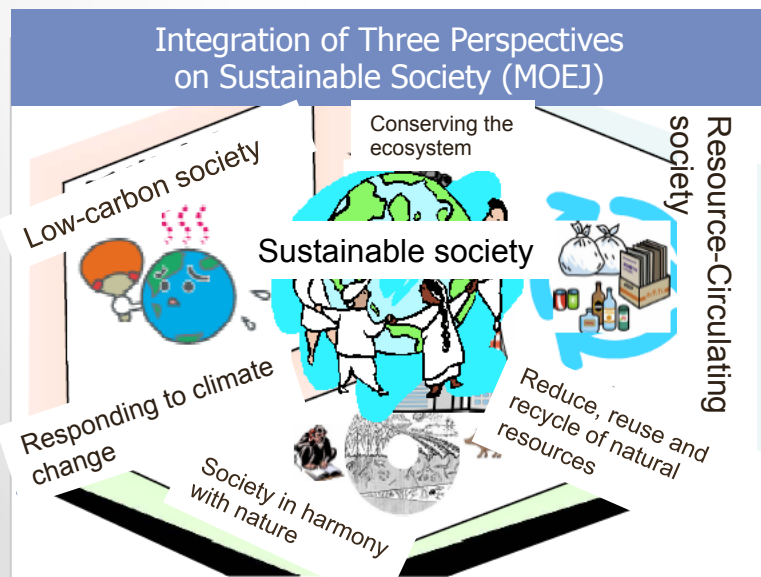 Integration of Three Perspectives
on Sustainable Society (MOEJ)
Low-carbon society
Conserving the
ecosystem
Resource-Circulating
society
Sustainable society
Responding to climate
change
Society in harmony
with nature
Reduce, reuse and
recycle of natural
resources